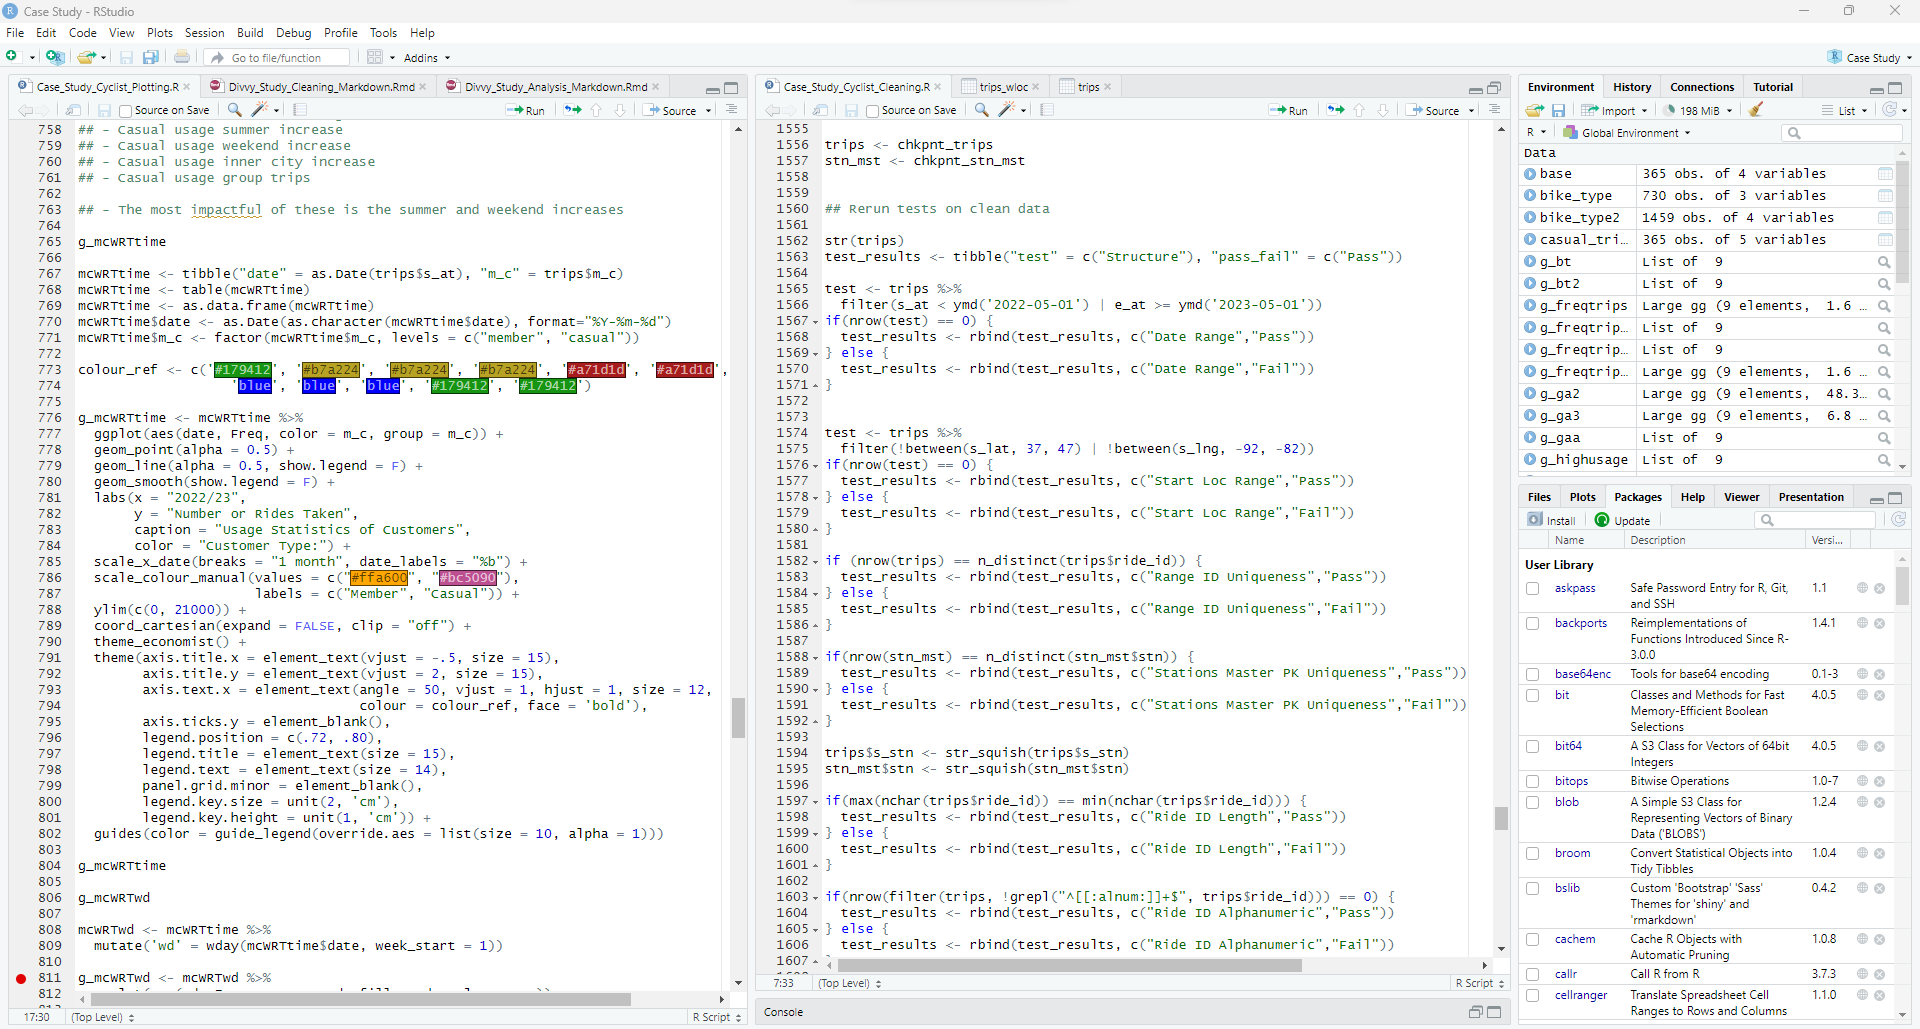 Case Study - RStudio
File Edit Code View Plots Session Build Debug Profile Tools Help
Go to file/function Addins Case Study
Case_Study_Cyclist_Plotting.R Divvy_Study_Cleaning_Markdown.Rmd Divvy_Study_Analysis_Markdown.Rmd
Source on Save Run Source
758 ## - Casual usage summer increase
759 ## - Casual usage weekend increase
760 ## - Casual usage inner city increase
761 ## - Casual usage group trips
762
763 ## - The most impactful of these is the summer and weekend increases
764
765 g_mcWRTtime
766
767 mcWRTtime <- tibble("date" = as.Date(trips$s_at), "m_c" = trips$m_c)
768 mcWRTtime <- table(mcWRTtime)
769 mcWRTtime <- as.data.frame(mcWRTtime)
770 mcWRTtime$date <- as.Date(as.character(mcWRTtime$date), format="%Y-%m-%d")
771 mcWRTtime$m_c <- factor(mcWRTtime$m_c, levels = c("member", "casual"))
772
773 colour_ref <- c('#179412', '#b7a224', '#b7a224', '#b7a224', '#a71d1d', '#a71d1d',
774 'blue', 'blue', 'blue', '#179412', '#179412')
775
776 g_mcWRTtime <- mcWRTtime %>%
777 ggplot(aes(date, Freq, color = m_c, group = m_c)) +
778 geom_point(alpha = 0.5) +
779 geom_line(alpha = 0.5, show.legend = F) +
780 geom_smooth(show.legend = F) +
781 labs(x = "2022/23",
782 y = "Number or Rides Taken",
783 caption = "Usage Statistics of Customers",
784 color = "Customer Type:") +
785 scale_x_date(breaks = "1 month", date_labels = "%b") +
786 scale_colour_manual(values = c("#ffa600", "#bc5090"),
787 labels = c("Member", "Casual")) +
788 ylim(c(0, 21000)) +
789 coord_cartesian(expand = FALSE, clip = "off") +
790 theme_economist() +
791 theme(axis.title.x = element_text(vjust = -.5, size = 15),
792 axis.title.y = element_text(vjust = 2, size = 15),
793 axis.text.x = element_text(angle = 50, vjust = 1, hjust = 1, size = 12,
794 colour = colour_ref, face = 'bold'),
795 axis.ticks.y = element_blank(),
796 legend.position = c(.72, .80),
797 legend.title = element_text(size = 15),
798 legend.text = element_text(size = 14),
799 panel.grid.minor = element_blank(),
800 legend.key.size = unit(2, 'cm'),
801 legend.key.height = unit(1, 'cm')) +
802 guides(color = guide_legend(override.aes = list(size = 10, alpha = 1)))
803
804 g_mcWRTtime
805
806 g_mcWRTwd
807
808 mcWRTwd <- mcWRTtime %>%
809 mutate('wd' = wday(mcWRTtime$date, week_start = 1))
810
811 g_mcWRTwd <- mcWRTwd %>%
812
17:30 (Top Level) R Script
Case_Study_Cyclist_Cleaning.R trips_wloc trips
Source on Save Run Source
1555
1556 trips <- chkpnt_trips
1557 stn_mst <- chkpnt_stn_mst
1558
1559
1560 ## Rerun tests on clean data
1561
1562 str(trips)
1563 test_results <- tibble("test" = c("Structure"), "pass_fail" = c("Pass"))
1564
1565 test <- trips %>%
1566 filter(s_at < ymd('2022-05-01') | e_at >= ymd('2023-05-01'))
1567 if(nrow(test) == 0) {
1568 test_results <- rbind(test_results, c("Date Range","Pass"))
1569 } else {
1570 test_results <- rbind(test_results, c("Date Range","Fail"))
1571 }
1572
1573
1574 test <- trips %>%
1575 filter(!between(s_lat, 37, 47) | !between(s_lng, -92, -82))
1576 if(nrow(test) == 0) {
1577 test_results <- rbind(test_results, c("Start Loc Range","Pass"))
1578 } else {
1579 test_results <- rbind(test_results, c("Start Loc Range","Fail"))
1580 }
1581
1582 if (nrow(trips) == n_distinct(trips$ride_id)) {
1583 test_results <- rbind(test_results, c("Range ID Uniqueness","Pass"))
1584 } else {
1585 test_results <- rbind(test_results, c("Range ID Uniqueness","Fail"))
1586 }
1587
1588 if(nrow(stn_mst) == n_distinct(stn_mst$stn)) {
1589 test_results <- rbind(test_results, c("Stations Master PK Uniqueness","Pass"))
1590 } else {
1591 test_results <- rbind(test_results, c("Stations Master PK Uniqueness","Fail"))
1592 }
1593
1594 trips$s_stn <- str_squish(trips$s_stn)
1595 stn_mst$stn <- str_squish(stn_mst$stn)
1596
1597 if(max(nchar(trips$ride_id)) == min(nchar(trips$ride_id))) {
1598 test_results <- rbind(test_results, c("Ride ID Length","Pass"))
1599 } else {
1600 test_results <- rbind(test_results, c("Ride ID Length","Fail"))
1601 }
1602
1603 if(nrow(filter(trips, !grepl("^[[:alnum:]]+$", trips$ride_id))) == 0) {
1604 test_results <- rbind(test_results, c("Ride ID Alphanumeric","Pass"))
1605 } else {
1606 test_results <- rbind(test_results, c("Ride ID Alphanumeric","Fail"))
1607
7:33 (Top Level) R Script
Console
Environment History Connections Tutorial
Import 198 MiB List
R Global Environment
Data
base 365 obs. of 4 variables
bike_type 730 obs. of 3 variables
bike_type2 1459 obs. of 4 variables
casual_tri… 365 obs. of 5 variables
g_bt List of 9
g_bt2 List of 9
g_freqtrips Large gg (9 elements, 1.6 …
g_freqtrip… List of 9
g_freqtrip… List of 9
g_freqtrip… Large gg (9 elements, 1.6 …
g_ga2 Large gg (9 elements, 48.3…
g_ga3 Large gg (9 elements, 6.8 …
g_gaa List of 9
g_highusage List of 9
Files Plots Packages Help Viewer Presentation
Install Update
Name Description Versi...
User Library
askpass Safe Password Entry for R, Git, 1.1
and SSH
backports Reimplementations of 1.4.1
Functions Introduced Since R-
3.0.0
base64enc Tools for base64 encoding 0.1-3
bit Classes and Methods for Fast 4.0.5
Memory-Efficient Boolean
Selections
bit64 A S3 Class for Vectors of 64bit 4.0.5
Integers
bitops Bitwise Operations 1.0-7
blob A Simple S3 Class for 1.2.4
Representing Vectors of Binary
Data ('BLOBS')
broom Convert Statistical Objects into 1.0.4
Tidy Tibbles
bslib Custom 'Bootstrap' 'Sass' 0.4.2
Themes for 'shiny' and
'rmarkdown'
cachem Cache R Objects with 1.0.8
Automatic Pruning
callr Call R from R 3.7.3
cellranger Translate Spreadsheet Cell 1.1.0
Ranges to Rows and Columns